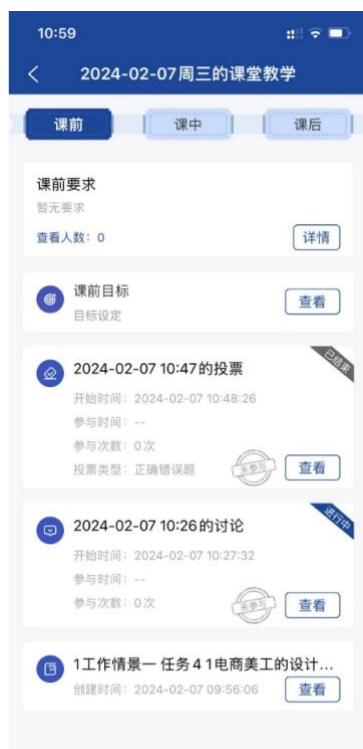 10:59
2024-02-07周三的课堂教学
课前
课中
课后
课前要求
暂无要求
查看人数：0
详情
课前目标
目标设定
查看
已结束
2024-02-07 10:47的投票
开始时间：2024-02-07 10:48:26
参与时间：--
参与次数：0次
投票类型：正确错误题
未参与
查看
进行中
2024-02-07 10:26的讨论
开始时间：2024-02-07 10:27:32
参与时间：--
参与次数：0次
未参与
查看
1工作情景一 任务4 1电商美工的设计...
创建时间：2024-02-07 09:56:06
查看